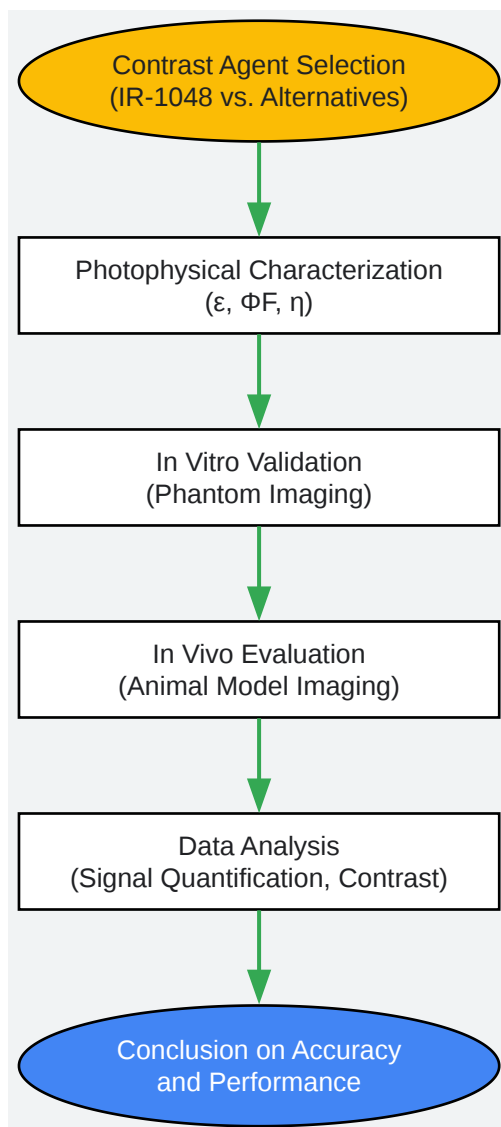 Contrast Agent Selection
(IR-1048 vs. Alternatives)
Photophysical Characterization
(ε, ΦF, η)
In Vitro Validation
(Phantom Imaging)
In Vivo Evaluation
(Animal Model Imaging)
Data Analysis
(Signal Quantification, Contrast)
Conclusion on Accuracy
and Performance